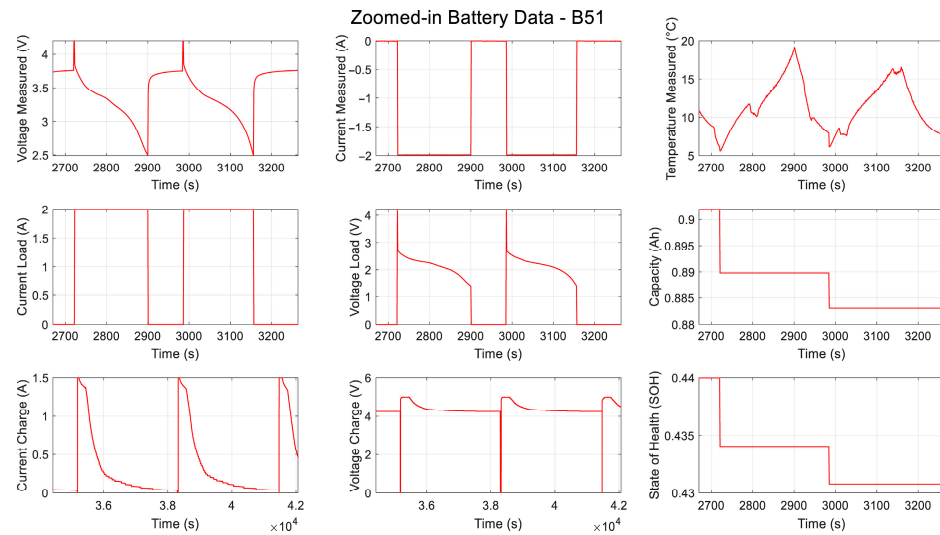 Zoomed-in Battery Data - B51
Voltage Measured (V)
4
3.5
3
2.5
2700 2800 2900 3000 3100 3200
Time (s)
Current Measured (A)
0
−0.5
−1
−1.5
−2
2700 2800 2900 3000 3100 3200
Time (s)
Temperature Measured (°C)
20
15
10
5
2700 2800 2900 3000 3100 3200
Time (s)
Current Load (A)
2
1.5
1
0.5
0
2700 2800 2900 3000 3100 3200
Time (s)
Voltage Load (V)
4
3
2
1
0
2700 2800 2900 3000 3100 3200
Time (s)
Capacity (Ah)
0.9
0.895
0.89
0.885
0.88
2700 2800 2900 3000 3100 3200
Time (s)
Current Charge (A)
1.5
1
0.5
0
3.6 3.8 4 4.2
Time (s)
×10⁴
Voltage Charge (V)
6
4
2
0
3.6 3.8 4 4.2
Time (s)
×10⁴
State of Health (SOH)
0.44
0.435
0.43
2700 2800 2900 3000 3100 3200
Time (s)